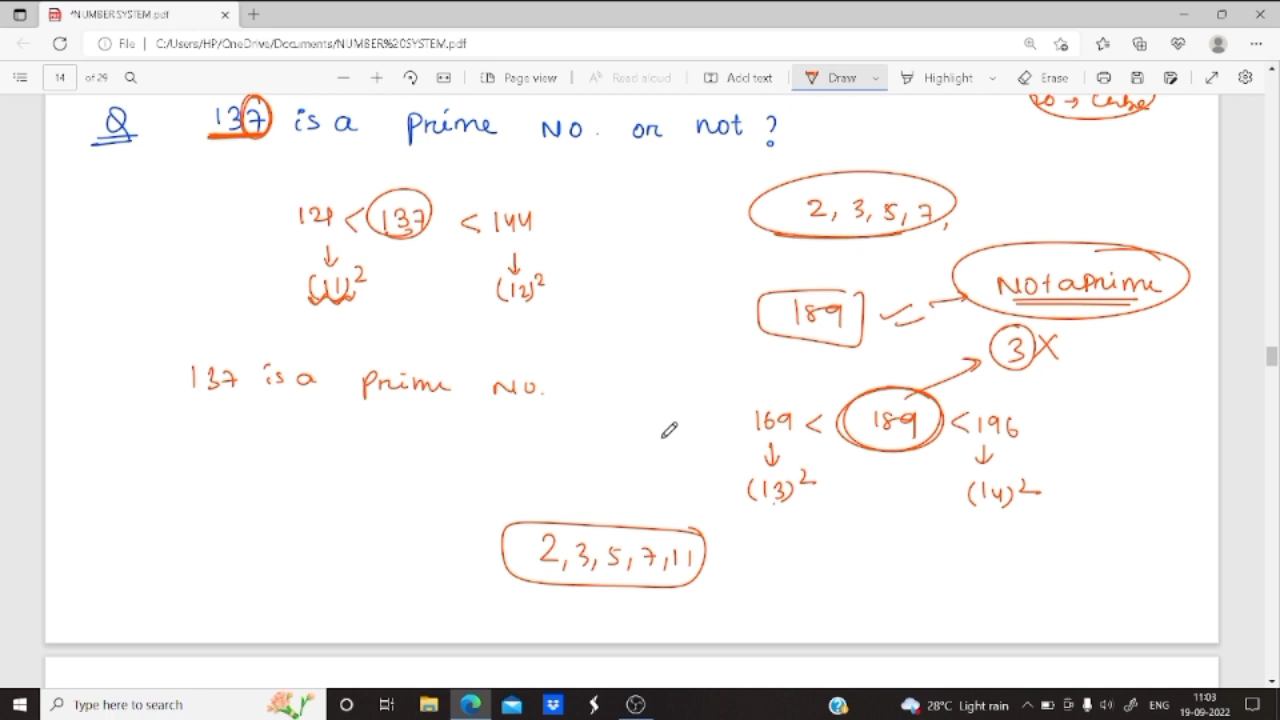 *NUMBER SYSTEM.pdf
File C:/Users/HP/OneDrive/Documents/NUMBER%20SYSTEM.pdf
14 of 29 Page view Read aloud Add text Draw Highlight Erase
Q 137 is a prime No. or not?
121 < 137 < 144
(11)² (12)²
137 is a prime No.
2, 3, 5, 7,
189 Not a prime
3 X
169 < 189 < 196
(13)² (14)²
2, 3, 5, 7, 11
Type here to search
28°C Light rain ENG 11:03
19-09-2022